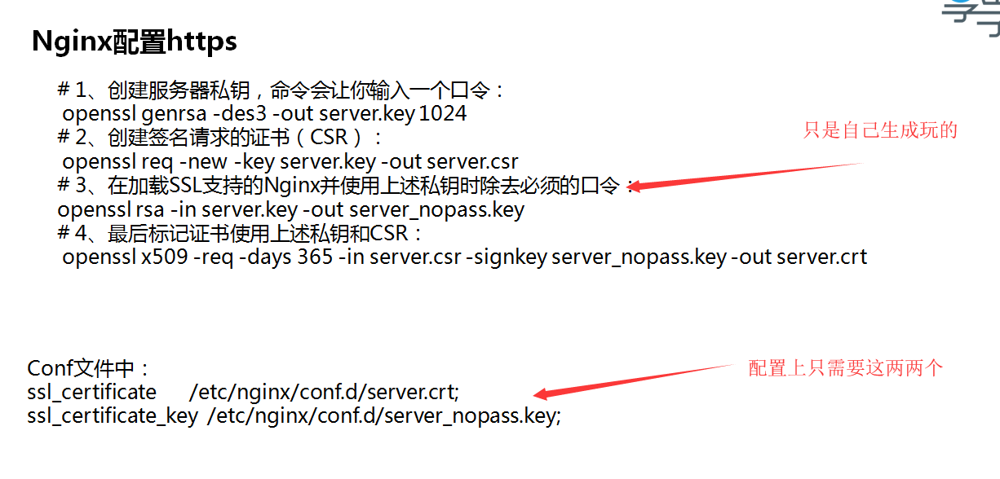 Nginx配置https
# 1、创建服务器私钥，命令会让你输入一个口令：
openssl genrsa -des3 -out server.key 1024
# 2、创建签名请求的证书（CSR）：
openssl req -new -key server.key -out server.csr
# 3、在加载SSL支持的Nginx并使用上述私钥时除去必须的口令：
openssl rsa -in server.key -out server_nopass.key
# 4、最后标记证书使用上述私钥和CSR：
openssl x509 -req -days 365 -in server.csr -signkey server_nopass.key -out server.crt
只是自己生成玩的
Conf文件中：
ssl_certificate /etc/nginx/conf.d/server.crt;
ssl_certificate_key /etc/nginx/conf.d/server_nopass.key;
配置上只需要这两两个